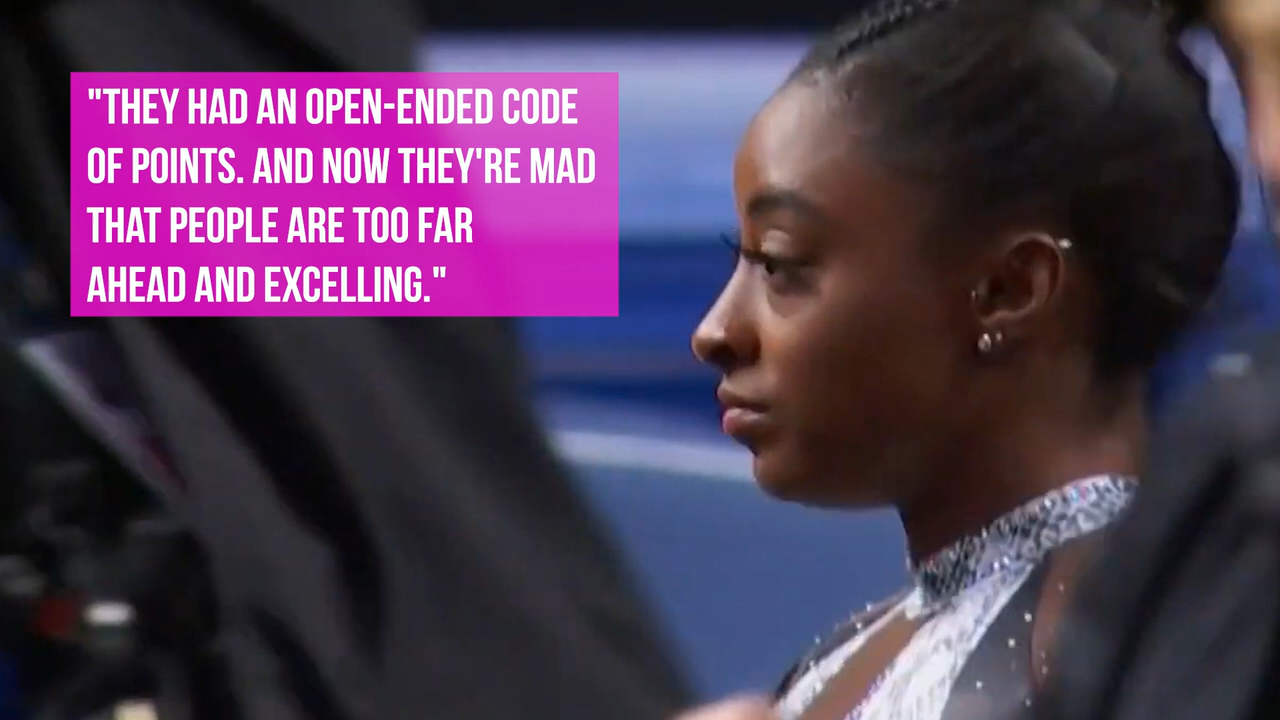 "THEY HAD AN OPEN-ENDED CODE
OF POINTS. AND NOW THEY'RE MAD
THAT PEOPLE ARE TOO FAR
AHEAD AND EXCELLING."